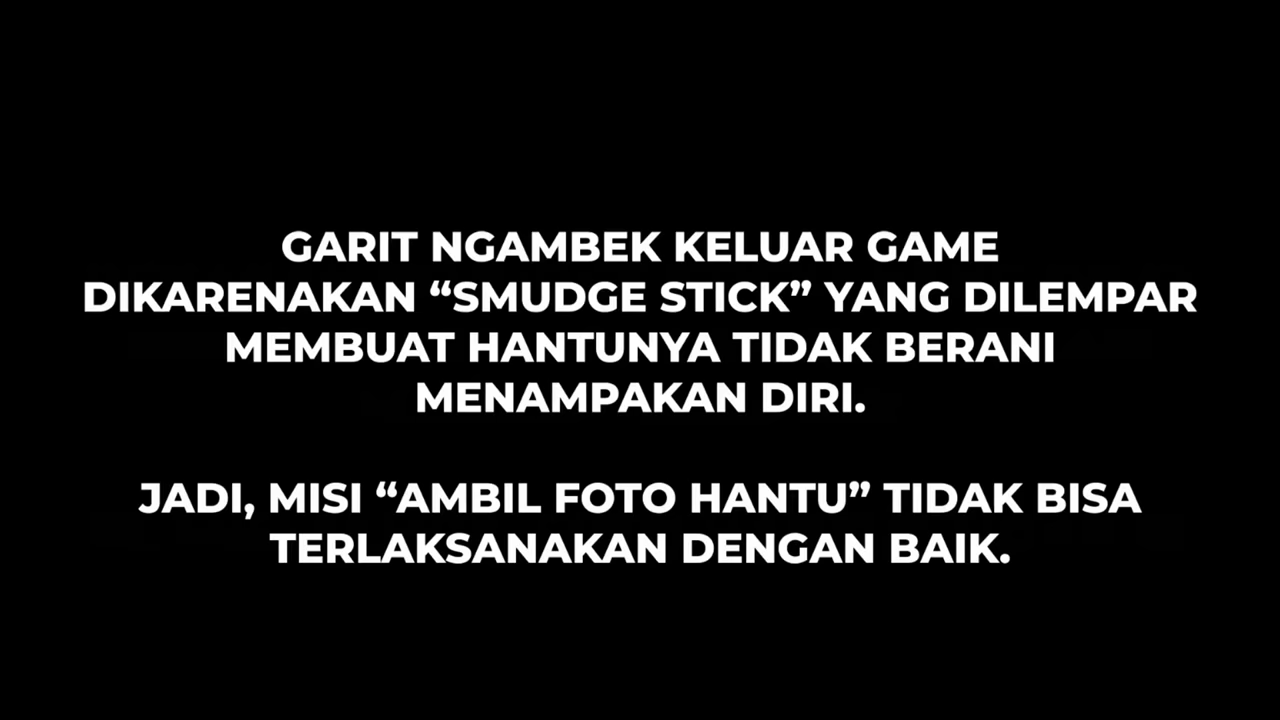 GARIT NGAMBEK KELUAR GAME
DIKARENAKAN “SMUDGE STICK” YANG DILEMPAR
MEMBUAT HANTUNYA TIDAK BERANI
MENAMPAKAN DIRI.
JADI, MISI “AMBIL FOTO HANTU” TIDAK BISA
TERLAKSANAKAN DENGAN BAIK.